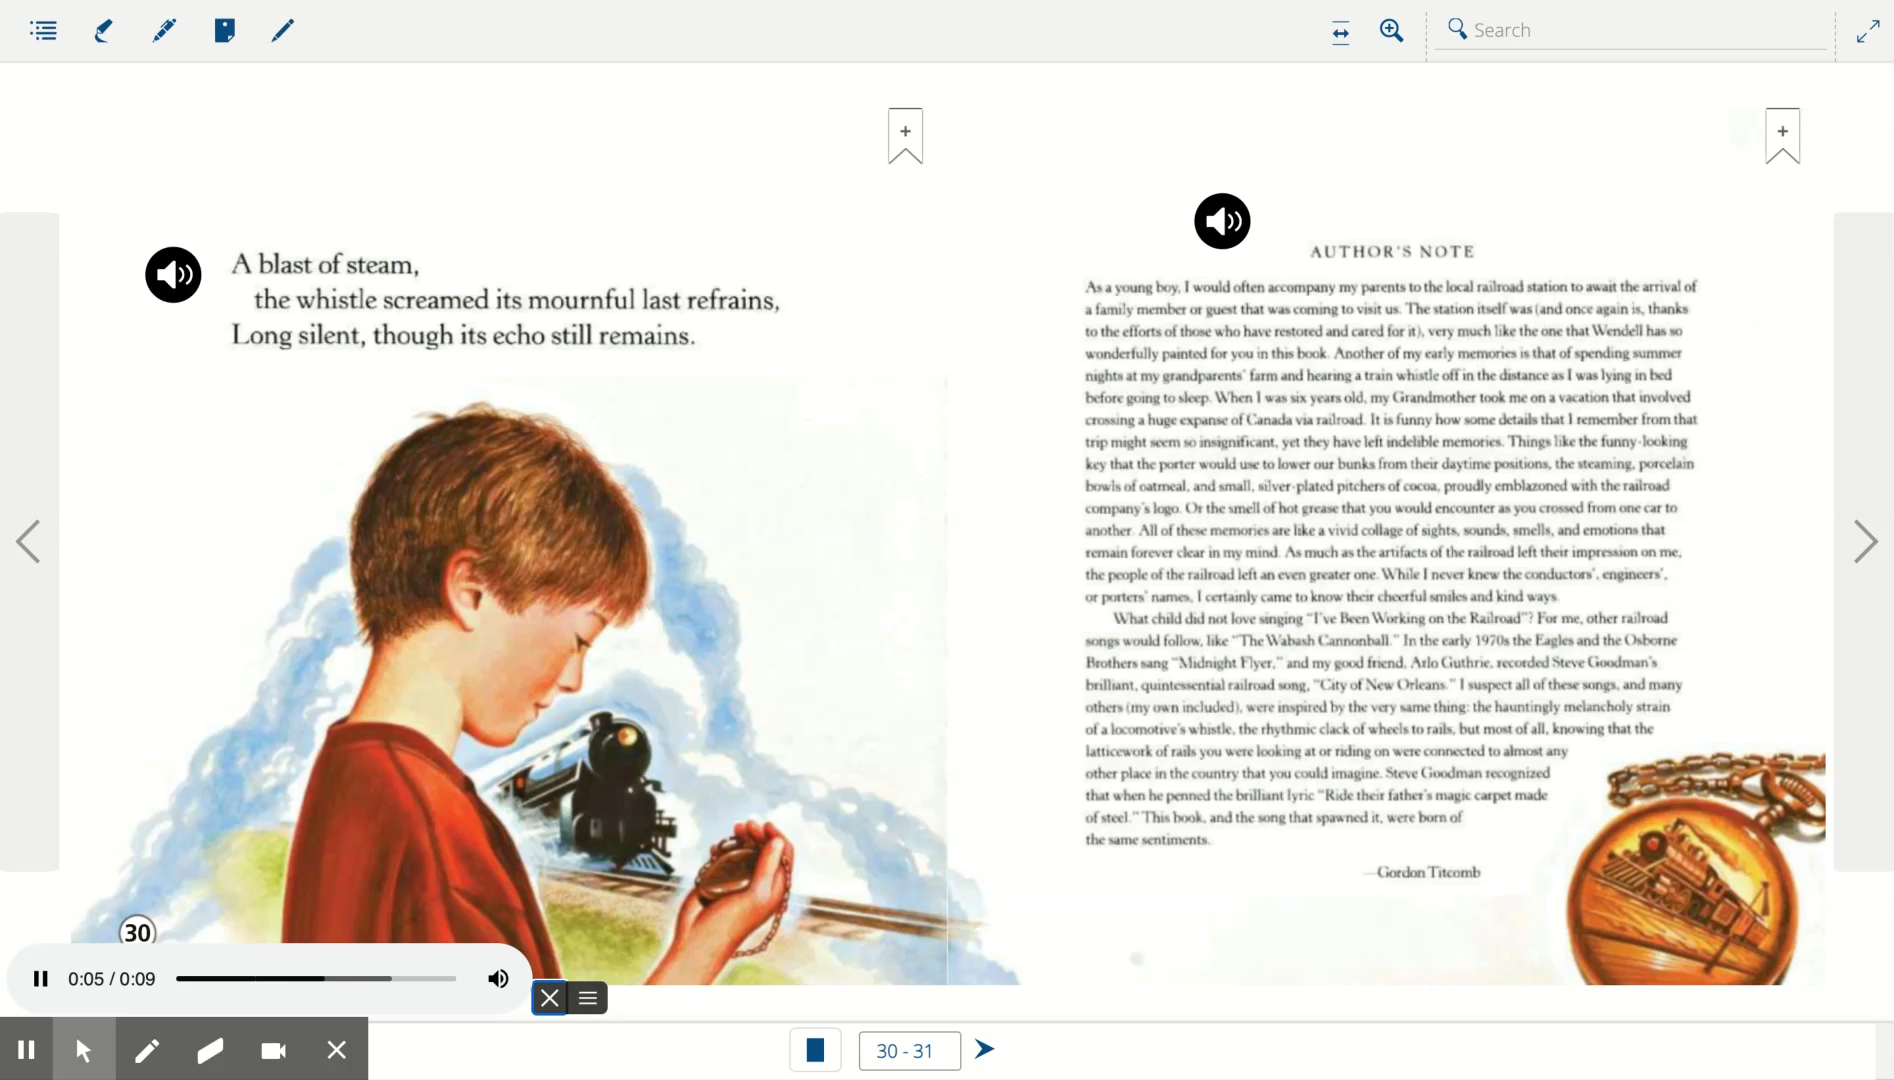 Search
A blast of steam,
the whistle screamed its mournful last refrains,
Long silent, though its echo still remains.
30
AUTHOR'S NOTE
As a young boy, I would often accompany my parents to the local railroad station to await the arrival of
a family member or guest that was coming to visit us. The station itself was (and once again is, thanks
to the efforts of those who have restored and cared for it), very much like the one that Wendell has so
wonderfully painted for you in this book. Another of my early memories is that of spending summer
nights at my grandparents' farm and hearing a train whistle off in the distance as I was lying in bed
before going to sleep. When I was six years old, my Grandmother took me on a vacation that involved
crossing a huge expanse of Canada via railroad. It is funny how some details that I remember from that
trip might seem so insignificant, yet they have left indelible memories. Things like the funny-looking
key that the porter would use to lower our bunks from their daytime positions, the steaming, porcelain
bowls of oatmeal, and small, silver-plated pitchers of cocoa, proudly emblazoned with the railroad
company's logo. Or the smell of hot grease that you would encounter as you crossed from one car to
another. All of these memories are like a vivid collage of sights, sounds, smells, and emotions that
remain forever clear in my mind. As much as the artifacts of the railroad left their impression on me,
the people of the railroad left an even greater one. While I never knew the conductors', engineers',
or porters' names, I certainly came to know their cheerful smiles and kind ways.
What child did not love singing "I've Been Working on the Railroad"? For me, other railroad
songs would follow, like "The Wabash Cannonball." In the early 1970s the Eagles and the Osborne
Brothers sang "Midnight Flyer," and my good friend, Arlo Guthrie, recorded Steve Goodman's
brilliant, quintessential railroad song, "City of New Orleans." I suspect all of these songs, and many
others (my own included), were inspired by the very same thing: the hauntingly melancholy strain
of a locomotive's whistle, the rhythmic clack of wheels to rails, but most of all, knowing that the
latticework of rails you were looking at or riding on were connected to almost any
other place in the country that you could imagine. Steve Goodman recognized
that when he penned the brilliant lyric "Ride their father's magic carpet made
of steel." This book, and the song that spawned it, were born of
the same sentiments.
—Gordon Titcomb
0:05 / 0:09
30 - 31